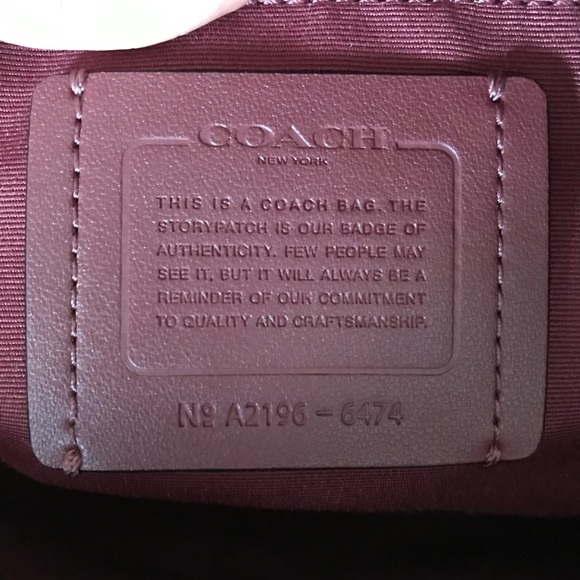 COACH
NEW YORK
THIS IS A COACH BAG. THE
STORYPATCH IS OUR BADGE OF
AUTHENTICITY. FEW PEOPLE MAY
SEE IT, BUT IT WILL ALWAYS BE A
REMINDER OF OUR COMMITMENT
TO QUALITY AND CRAFTSMANSHIP.
Nº A2196 - 6474